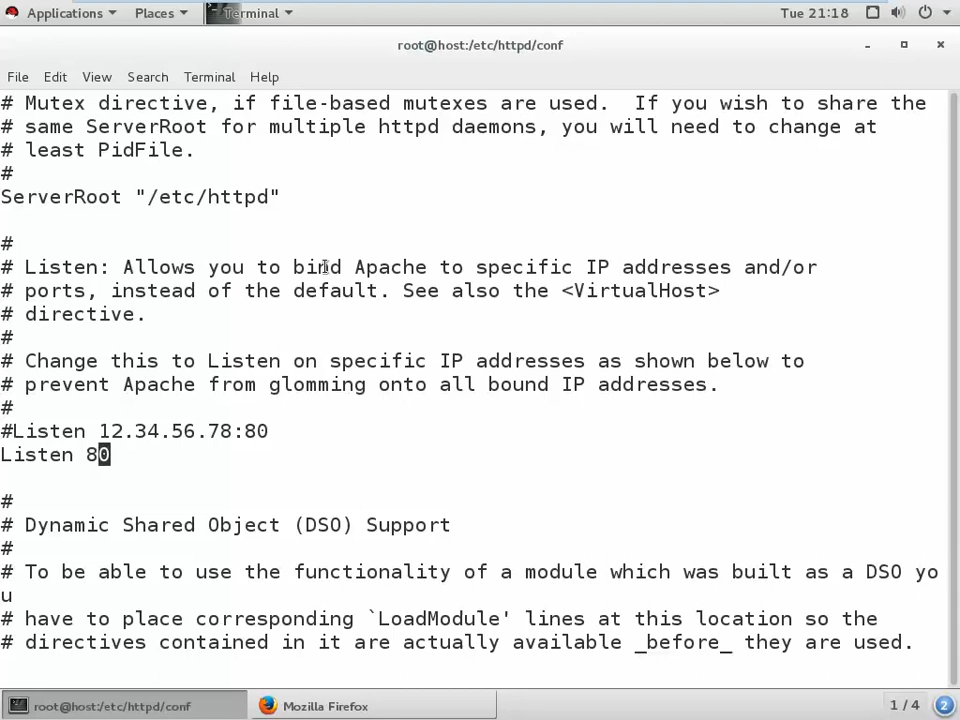 Applications Places Terminal Tue 21:18
root@host:/etc/httpd/conf
File Edit View Search Terminal Help
# Mutex directive, if file-based mutexes are used.  If you wish to share the
# same ServerRoot for multiple httpd daemons, you will need to change at
# least PidFile.
#
ServerRoot "/etc/httpd"
#
# Listen: Allows you to bind Apache to specific IP addresses and/or
# ports, instead of the default. See also the <VirtualHost>
# directive.
#
# Change this to Listen on specific IP addresses as shown below to
# prevent Apache from glomming onto all bound IP addresses.
#
#Listen 12.34.56.78:80
Listen 80
#
# Dynamic Shared Object (DSO) Support
#
# To be able to use the functionality of a module which was built as a DSO yo
u
# have to place corresponding `LoadModule' lines at this location so the
# directives contained in it are actually available _before_ they are used.
root@host:/etc/httpd/conf Mozilla Firefox 1 / 4 2